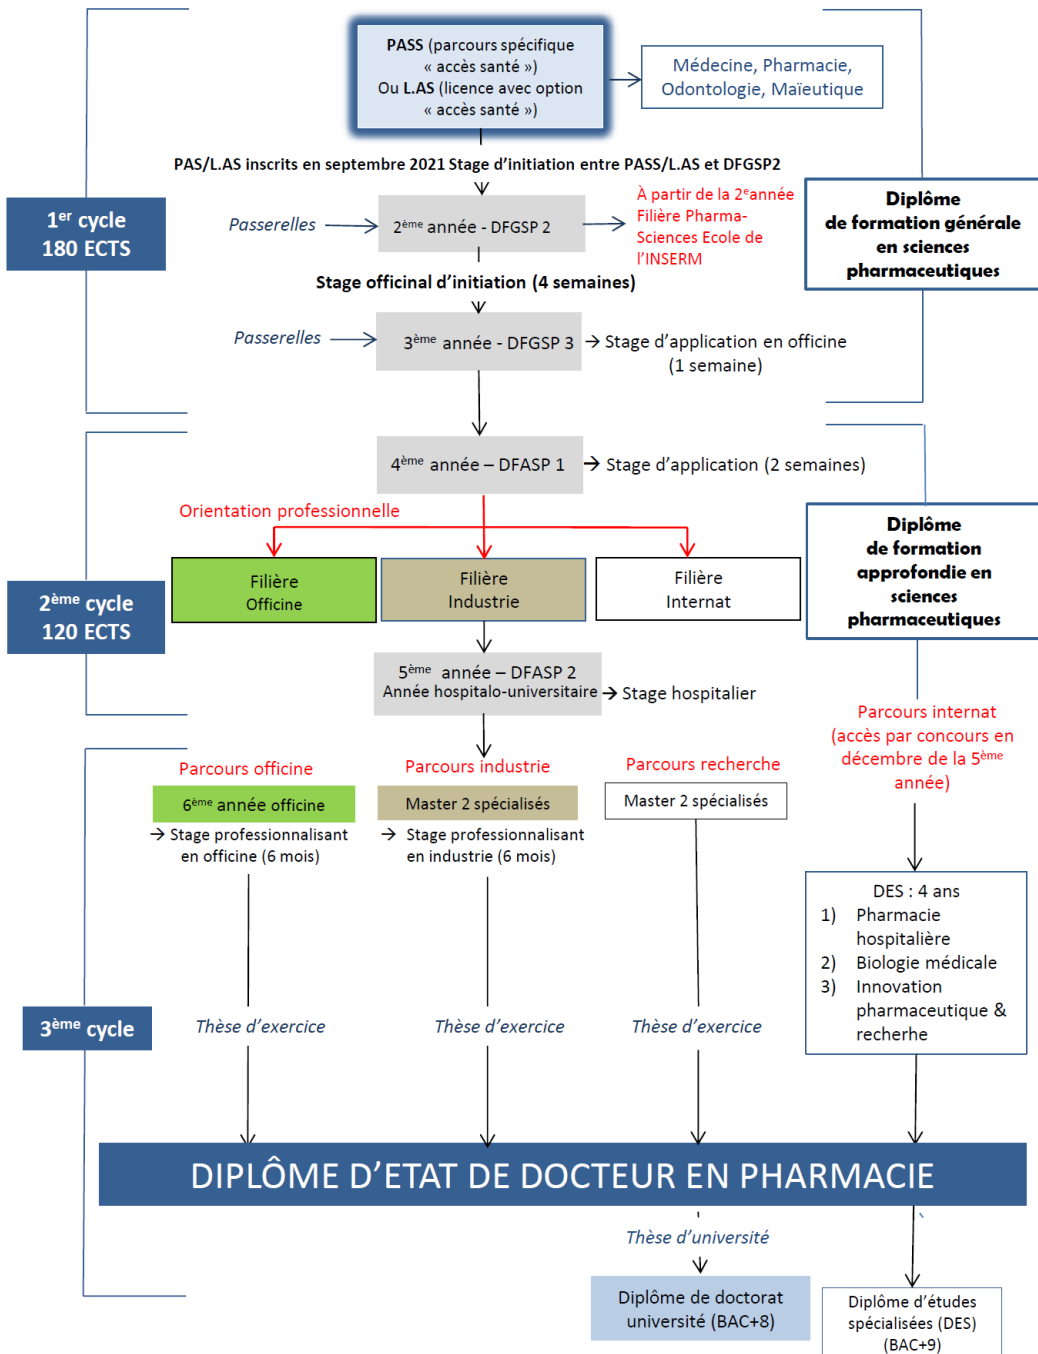 PASS (parcours spécifique
« accès santé »)
Ou L.AS (licence avec option
« accès santé »)
Médecine, Pharmacie,
Odontologie, Maïeutique
PAS/L.AS inscrits en septembre 2021 Stage d'initiation entre PASS/L.AS et DFGSP2
1er cycle
180 ECTS
Passerelles
2ème année - DFGSP 2
À partir de la 2eannée
Filière Pharma-
Sciences Ecole de
l'INSERM
Diplôme
de formation générale
en sciences
pharmaceutiques
Stage officinal d'initiation (4 semaines)
Passerelles
3ème année - DFGSP 3
→ Stage d'application en officine
(1 semaine)
4ème année – DFASP 1
→ Stage d'application (2 semaines)
Orientation professionnelle
2ème cycle
120 ECTS
Filière
Officine
Filière
Industrie
Filière
Internat
Diplôme
de formation
approfondie en
sciences
pharmaceutiques
5ème année – DFASP 2
Année hospitalo-universitaire
→ Stage hospitalier
Parcours internat
(accès par concours en
décembre de la 5ème
année)
3ème cycle
Parcours officine
6ème année officine
→ Stage professionnalisant
en officine (6 mois)
Parcours industrie
Master 2 spécialisés
→ Stage professionnalisant
en industrie (6 mois)
Parcours recherche
Master 2 spécialisés
DES : 4 ans
1) Pharmacie
hospitalière
2) Biologie médicale
3) Innovation
pharmaceutique &
recherhe
Thèse d'exercice
Thèse d'exercice
Thèse d'exercice
DIPLÔME D'ETAT DE DOCTEUR EN PHARMACIE
Thèse d'université
Diplôme de doctorat
université (BAC+8)
Diplôme d'études
spécialisées (DES)
(BAC+9)